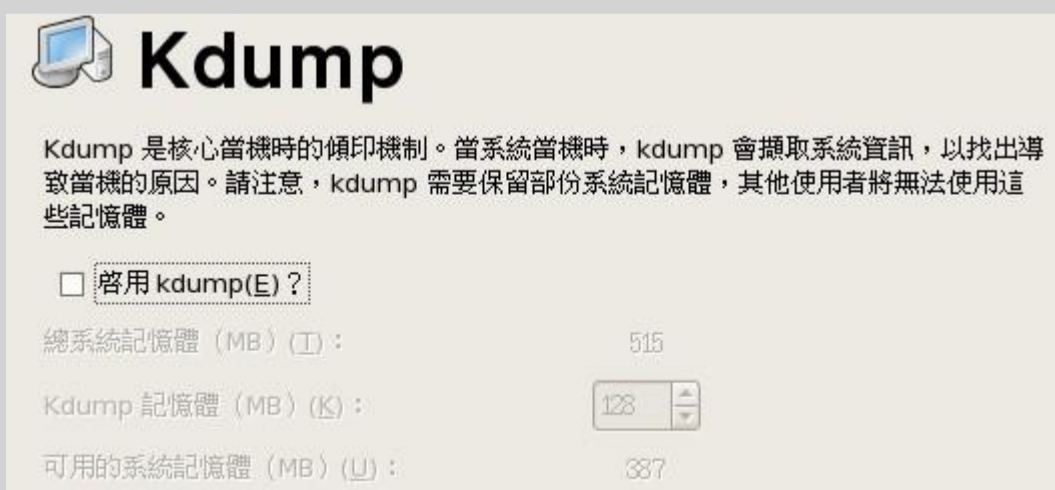 Kdump
Kdump 是核心當機時的傾印機制。當系統當機時，kdump 會擷取系統資訊，以找出導
致當機的原因。請注意，kdump 需要保留部份系統記憶體，其他使用者將無法使用這
些記憶體。
啓用 kdump(E)？
總系統記憶體（MB）(T)： 515
Kdump 記憶體（MB）(K)： 128
可用的系統記憶體（MB）(U)： 387